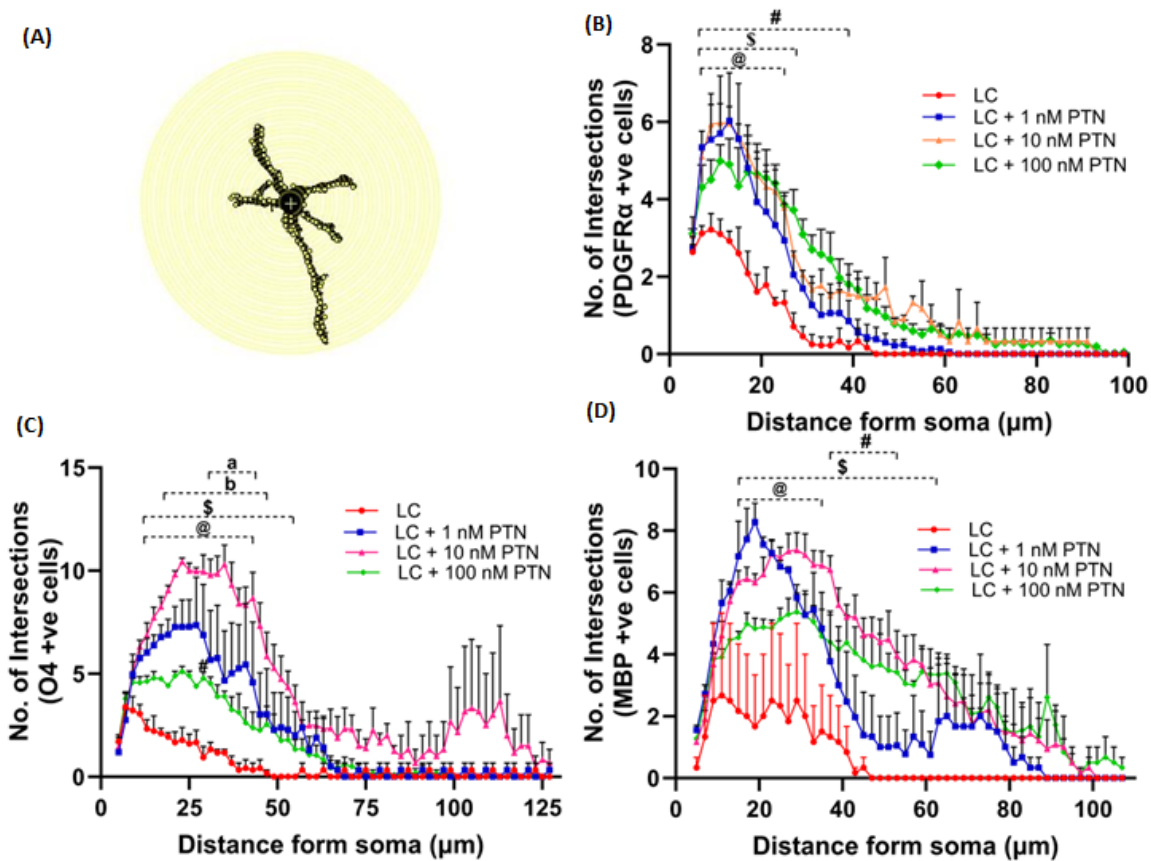 (A)
(B)
#
$
@
No. of Intersections
(PDGFRα +ve cells)
8
6
4
2
0
LC
LC + 1 nM PTN
LC + 10 nM PTN
LC + 100 nM PTN
0 20 40 60 80 100
Distance form soma (µm)
(C)
a
b
$
@
#
No. of Intersections
(O4 +ve cells)
15
10
5
0
LC
LC + 1 nM PTN
LC + 10 nM PTN
LC + 100 nM PTN
0 25 50 75 100 125
Distance form soma (µm)
(D)
#
$
@
No. of Intersections
(MBP +ve cells)
10
8
6
4
2
0
LC
LC + 1 nM PTN
LC + 10 nM PTN
LC + 100 nM PTN
0 20 40 60 80 100
Distance form soma (µm)